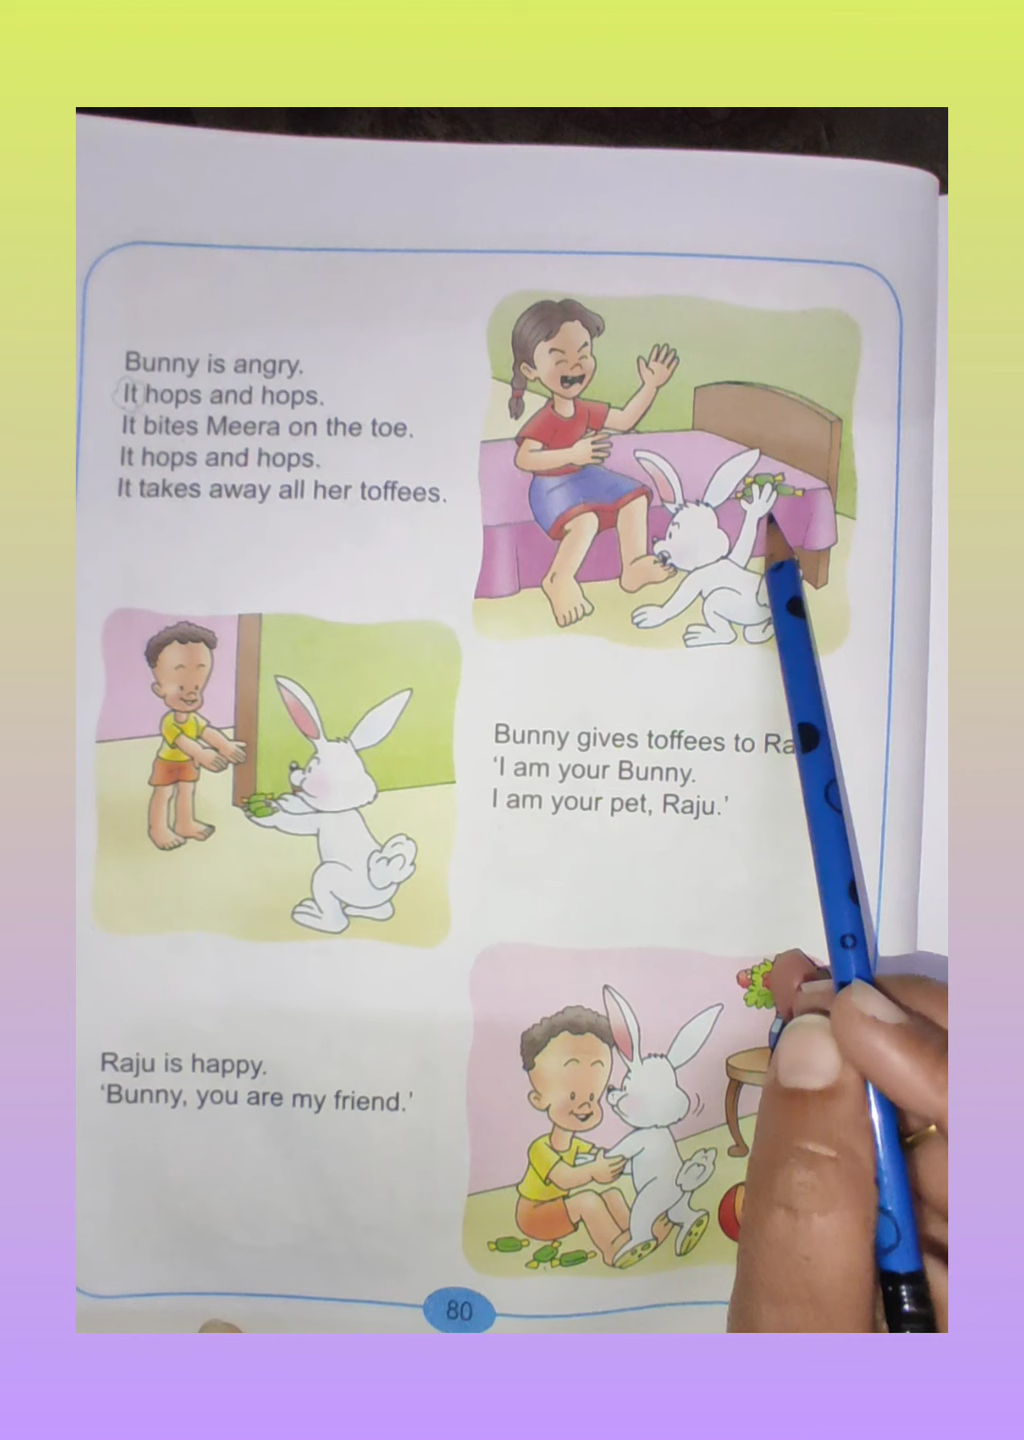 Bunny is angry.
It hops and hops.
It bites Meera on the toe.
It hops and hops.
It takes away all her toffees.
Bunny gives toffees to Ra
'I am your Bunny.
I am your pet, Raju.'
Raju is happy.
'Bunny, you are my friend.'
80